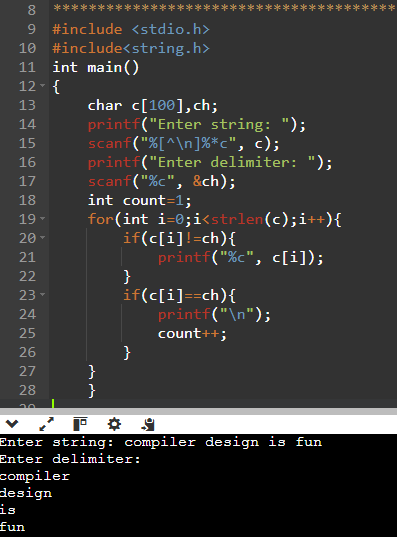 8 *****************************************
9 #include <stdio.h>
10 #include<string.h>
11 int main()
12 {
13     char c[100],ch;
14     printf("Enter string: ");
15     scanf("%[^\n]%*c", c);
16     printf("Enter delimiter: ");
17     scanf("%c", &ch);
18     int count=1;
19     for(int i=0;i<strlen(c);i++){
20         if(c[i]!=ch){
21             printf("%c", c[i]);
22         }
23         if(c[i]==ch){
24             printf("\n");
25             count++;
26         }
27     }
28     }
29
Enter string: compiler design is fun
Enter delimiter:
compiler
design
is
fun